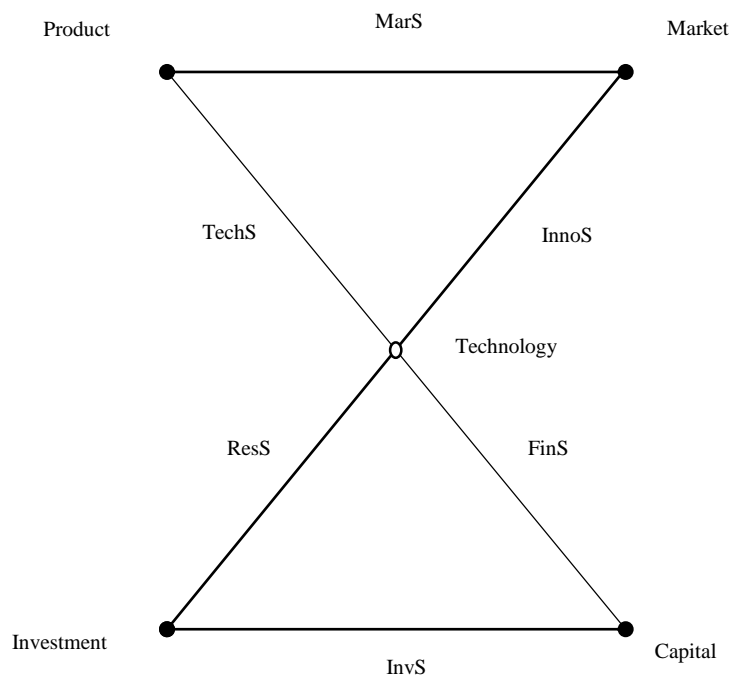 MarS
Product
Market
TechS
InnoS
Technology
ResS
FinS
Investment
Capital
InvS